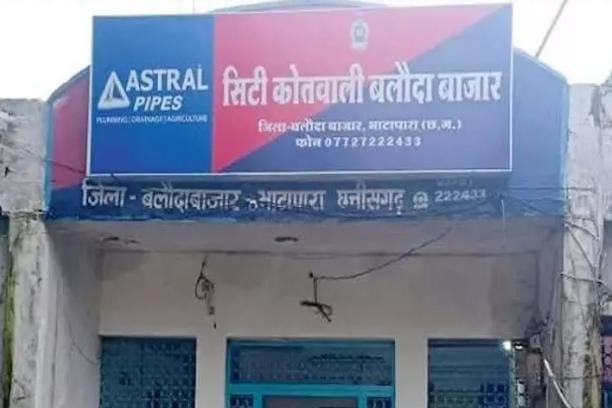 ASTRAL
PIPES
PLUMBING | DRAINAGE | AGRICULTURE
सिटी कोतवाली बलौदा बाजार
जिला-बलौदा बाजार, भाटापारा (छ.ग.)
फोन 07727222433
जिला - बलौदाबाजार - भाटापारा छत्तीसगढ़
222433